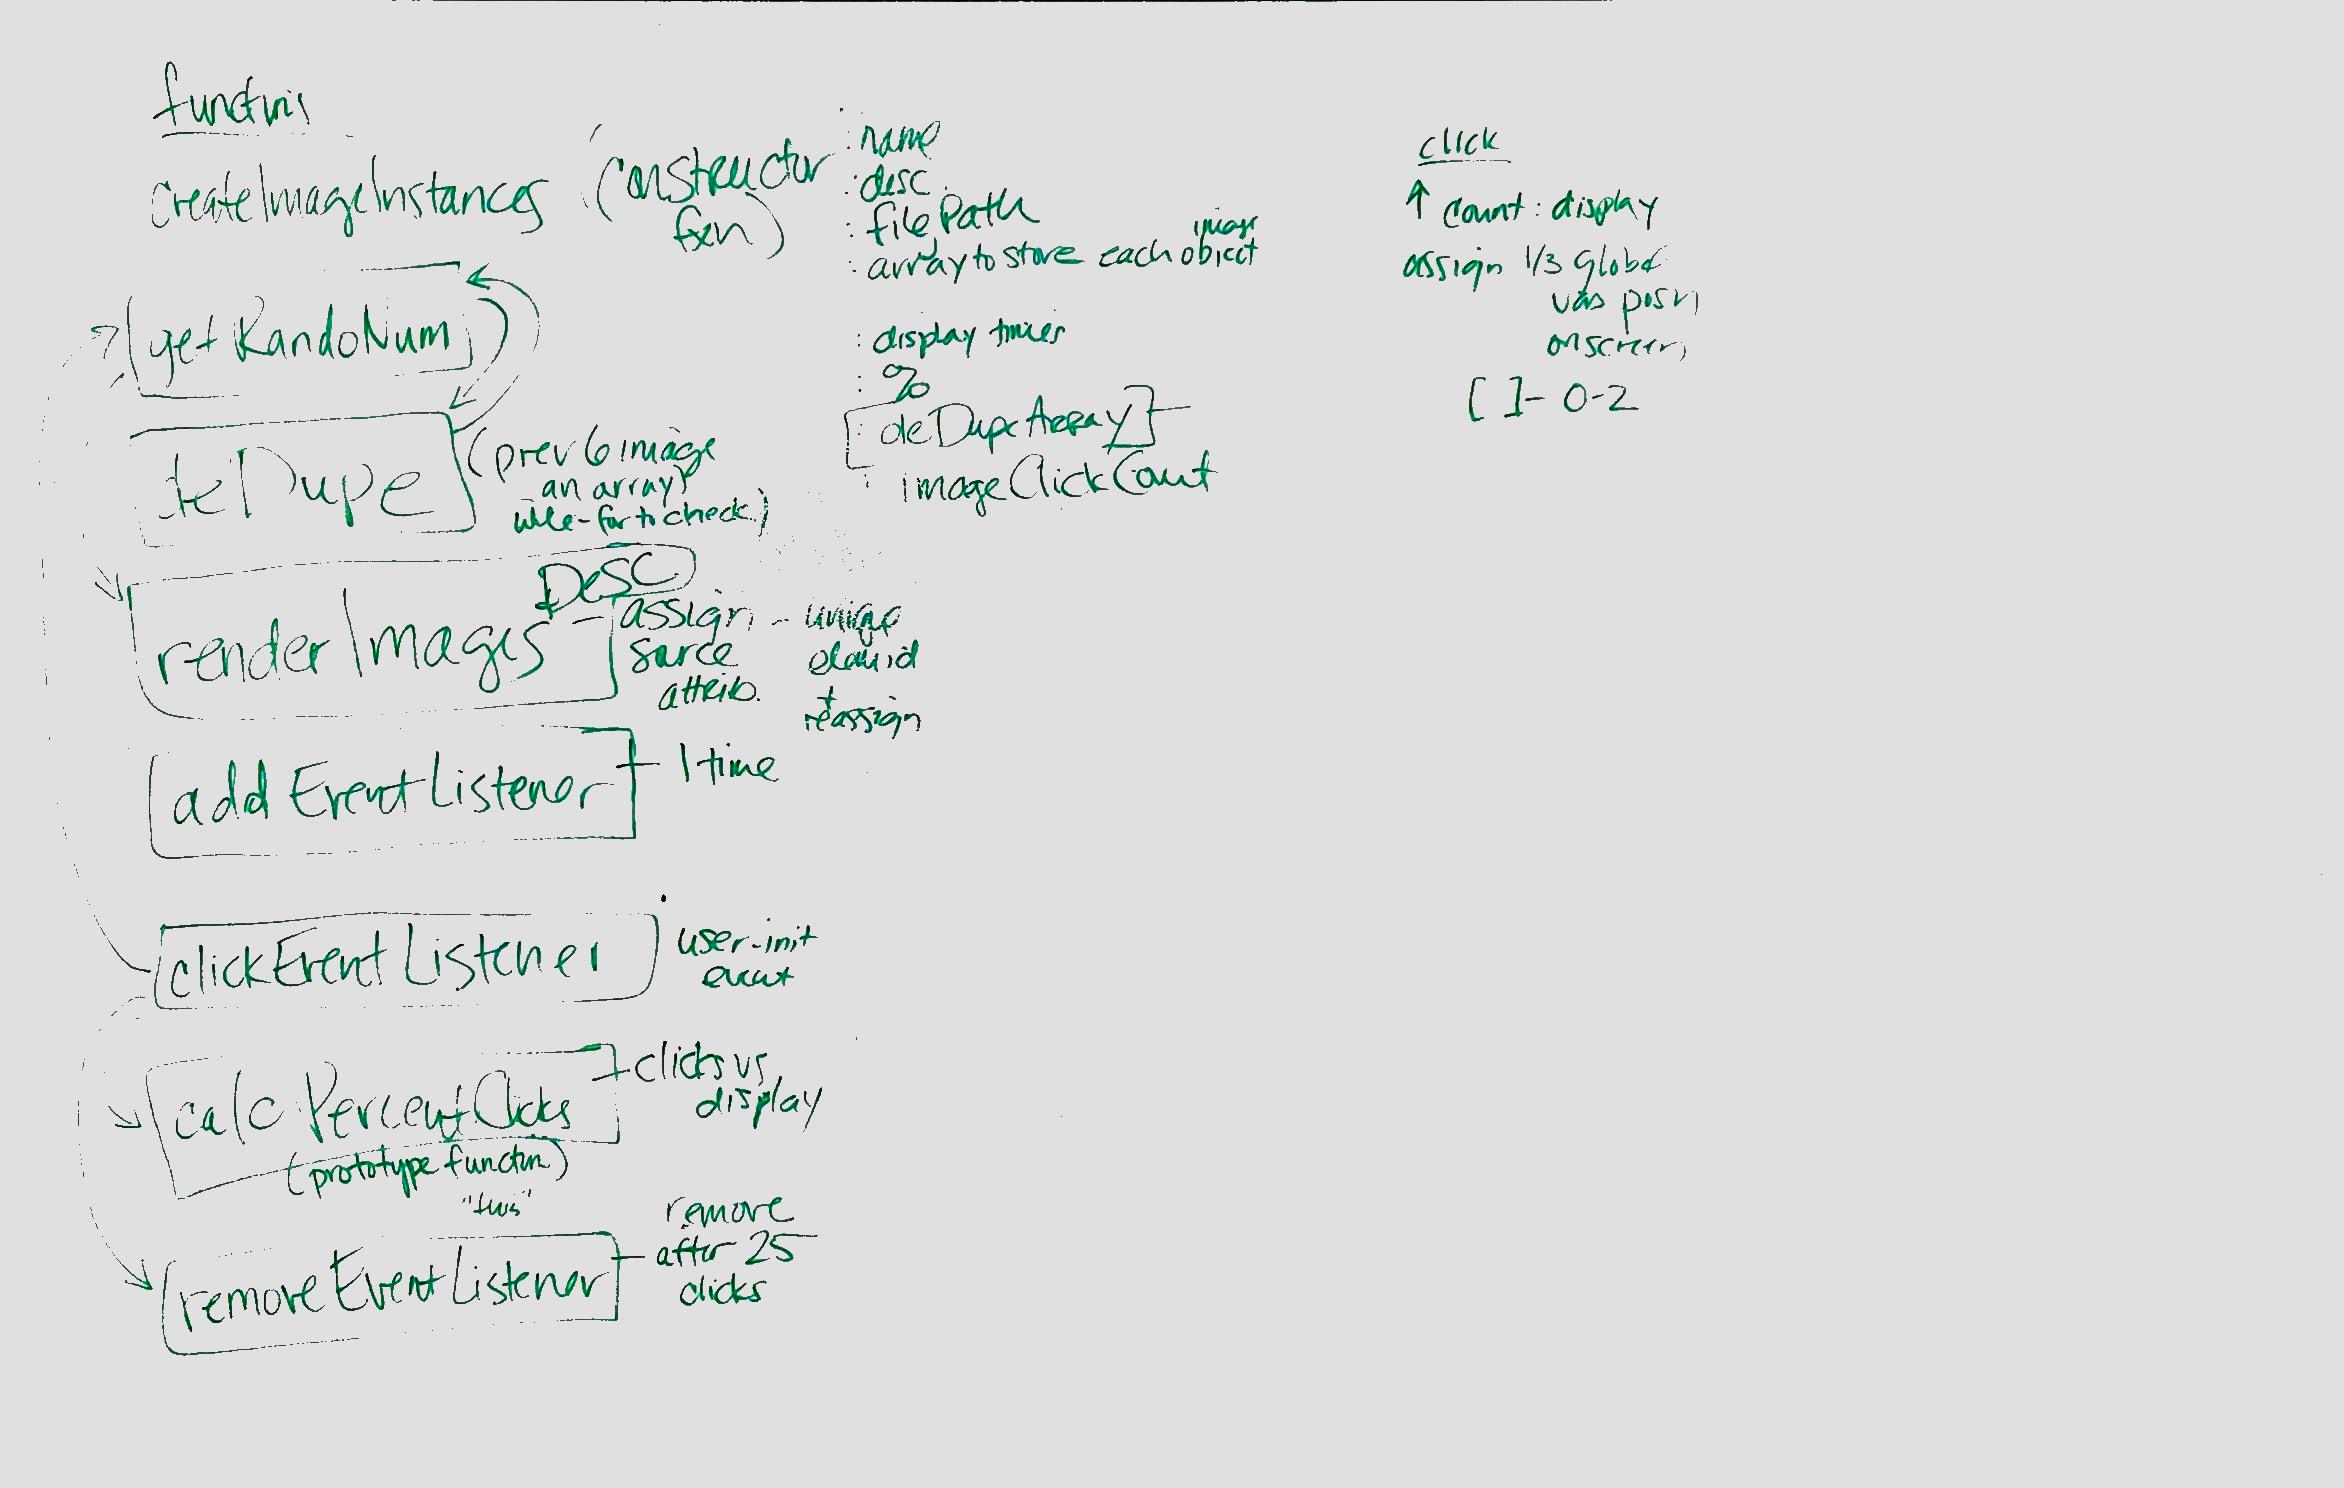 functions
createImageInstances (constructor fxn)
: name
: desc
: filePath
: array to store each image object
: display times
: %
: deDupeArray
: imageClickCount
getRandoNum
deDupe
(prev 6 image
an array)
while-for to check)
renderImages
DESC
- assign source attrib.
- unique elem id + reassign
addEventListener - 1 time
clickEventListener
user-init event
calcPercentClicks
- clicks vs display
(prototype function)
"this"
removeEventListener
- remove after 25 clicks
click
↑ count : display
assign 1/3 global
vars posn
onscreen
[ ] - 0-2